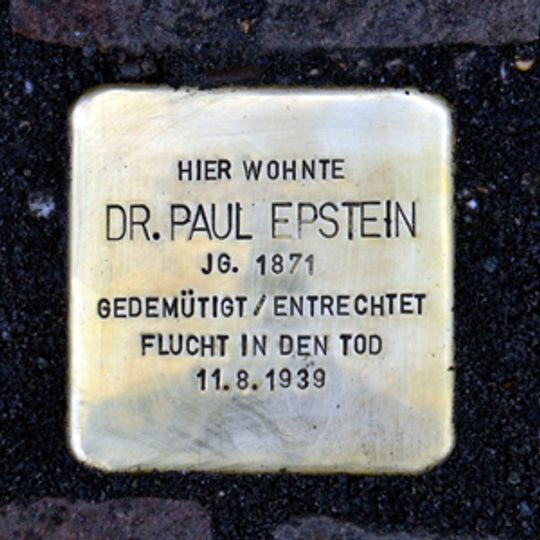 HIER WOHNTE
DR. PAUL EPSTEIN
JG. 1871
GEDEMÜTIGT / ENTRECHTET
FLUCHT IN DEN TOD
11.8.1939